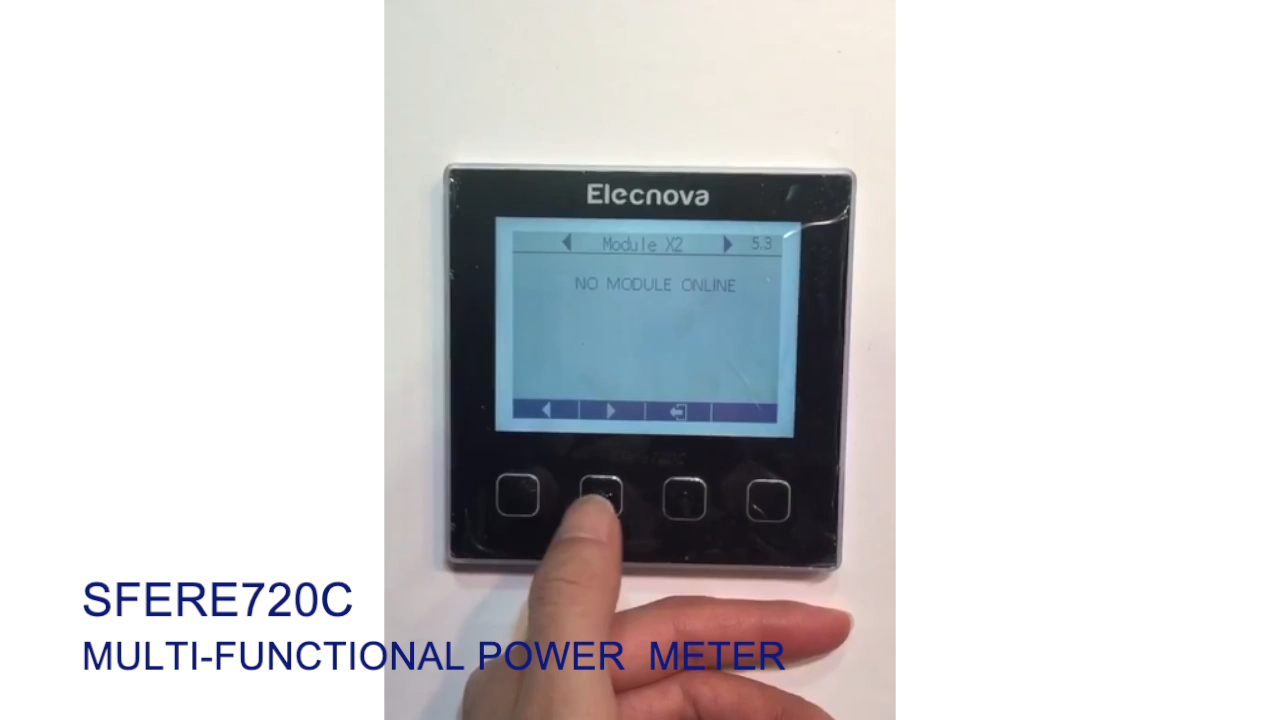 Elecnova
Module X2 5.3
NO MODULE ONLINE
SFERE720C
MULTI-FUNCTIONAL POWER METER